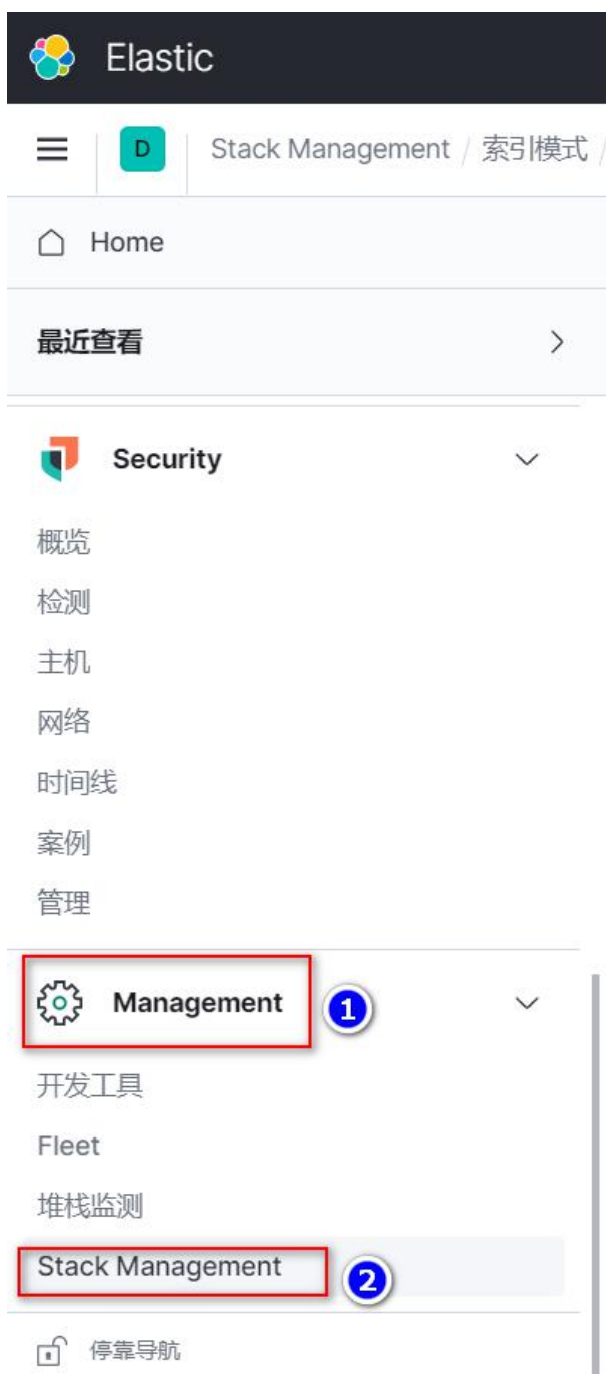 Elastic
D Stack Management / 索引模式 /
Home
最近查看
Security
概览
检测
主机
网络
时间线
案例
管理
Management 1
开发工具
Fleet
堆栈监测
Stack Management 2
停靠导航